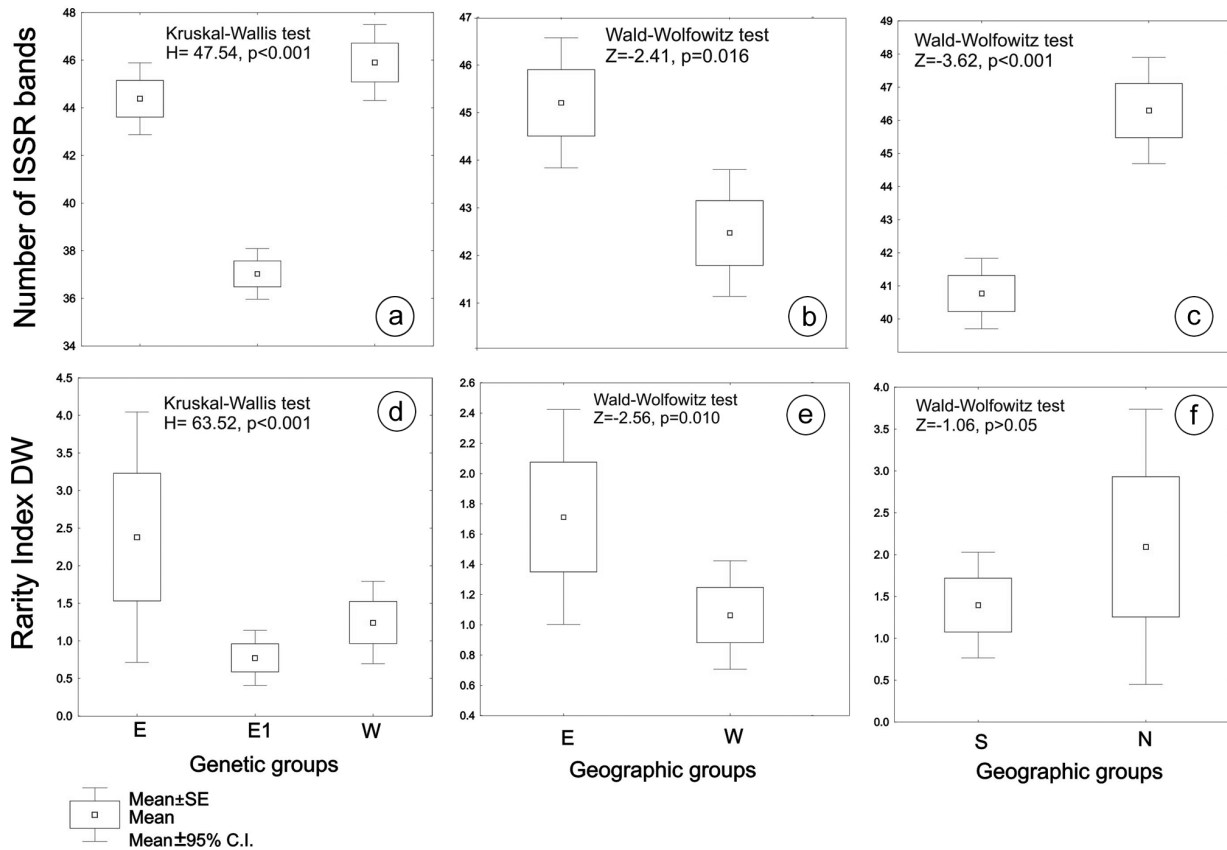 Number of ISSR bands
48
46
44
42
40
38
36
34
Kruskal-Wallis test
H= 47.54, p<0.001
a
47
46
45
44
43
42
41
Wald-Wolfowitz test
Z=-2.41, p=0.016
b
49
48
47
46
45
44
43
42
41
40
Wald-Wolfowitz test
Z=-3.62, p<0.001
c
Rarity Index DW
4.5
4.0
3.5
3.0
2.5
2.0
1.5
1.0
0.5
0.0
Kruskal-Wallis test
H= 63.52, p<0.001
d
E E1 W
Genetic groups
2.6
2.4
2.2
2.0
1.8
1.6
1.4
1.2
1.0
0.8
0.6
0.4
Wald-Wolfowitz test
Z=-2.56, p=0.010
e
E W
Geographic groups
4.0
3.5
3.0
2.5
2.0
1.5
1.0
0.5
0.0
Wald-Wolfowitz test
Z=-1.06, p>0.05
f
S N
Geographic groups
Mean±SE
Mean
Mean±95% C.I.